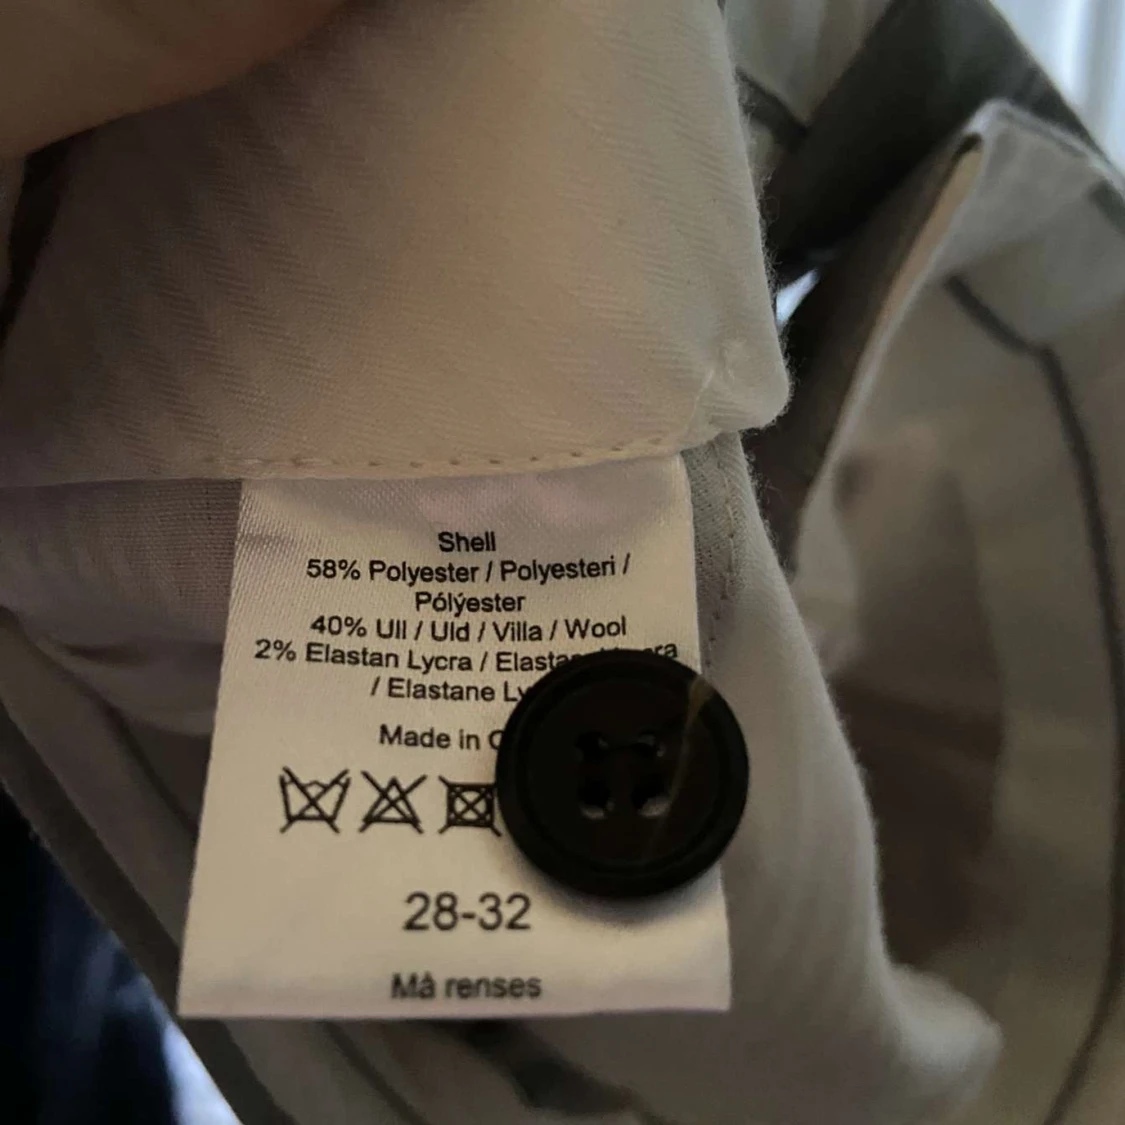 Shell
58% Polyester / Polyesteri /
Pólýester
40% Ull / Uld / Villa / Wool
2% Elastan Lycra /
/ Elastane
Made in
28-32
Må renses